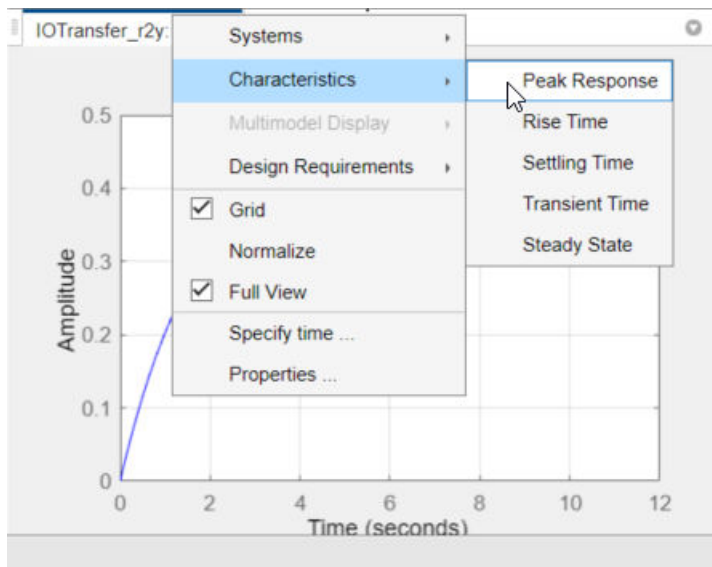 IOTransfer_r2y:
Systems
Characteristics
Multimodel Display
Design Requirements
Grid
Normalize
Full View
Specify time ...
Properties ...
Peak Response
Rise Time
Settling Time
Transient Time
Steady State
Amplitude
0.5
0.4
0.3
0.2
0.1
0
0 2 4 6 8 10 12
Time (seconds)